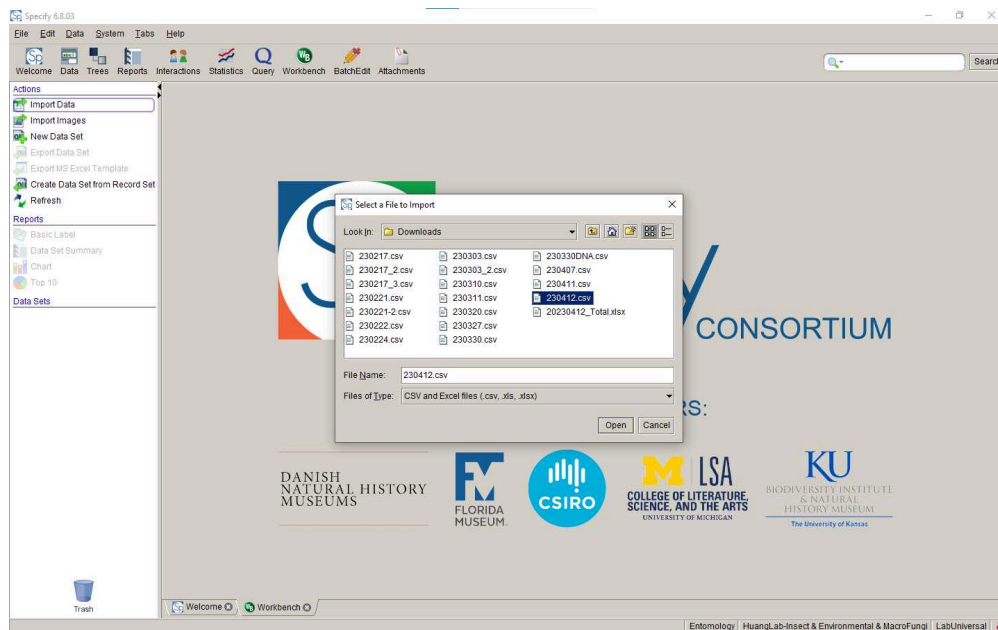 Specify 6.8.03
File Edit Data System Tabs Help
Welcome Data Trees Reports Interactions Statistics Query Workbench BatchEdit Attachments
Search
Actions
Import Data
Import Images
New Data Set
Export Data Set
Export MS Excel Template
Create Data Set from Record Set
Refresh
Reports
Basic Label
Data Set Summary
Chart
Top 10
Data Sets
Select a File to Import
Look In: Downloads
230217.csv 230303.csv 230330DNA.csv
230217_2.csv 230303_2.csv 230407.csv
230217_3.csv 230310.csv 230411.csv
230221.csv 230311.csv 230412.csv
230221-2.csv 230320.csv 20230412_Total.xlsx
230222.csv 230327.csv
230224.csv 230330.csv
File Name: 230412.csv
Files of Type: CSV and Excel files (.csv, .xls, .xlsx)
Open Cancel
CONSORTIUM
RS:
DANISH
NATURAL HISTORY
MUSEUMS
FM
FLORIDA
MUSEUM.
CSIRO
M LSA
COLLEGE OF LITERATURE,
SCIENCE, AND THE ARTS
UNIVERSITY OF MICHIGAN
KU
BIODIVERSITY INSTITUTE
& NATURAL
HISTORY MUSEUM
The University of Kansas
Trash
Welcome Workbench
Entomology HuangLab-Insect & Environmental & MacroFungi LabUniversal